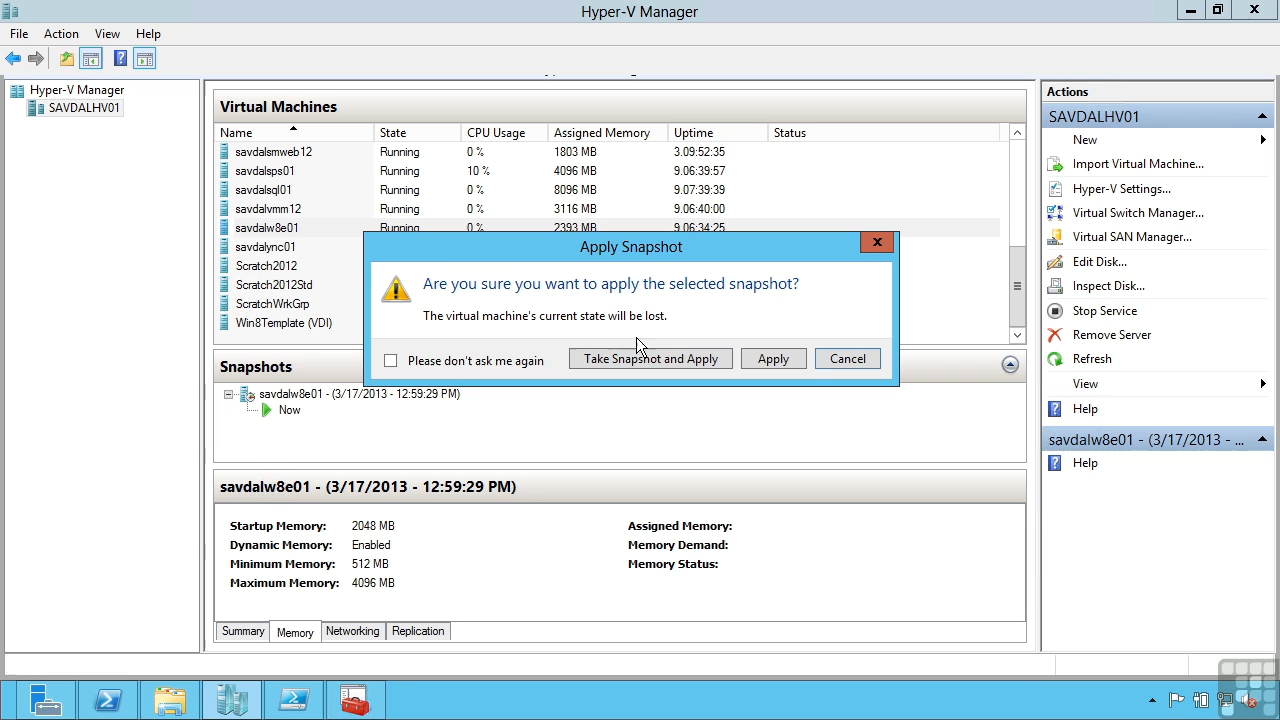 Hyper-V Manager
File Action View Help
Hyper-V Manager
SAVDALHV01
Virtual Machines
Name State CPU Usage Assigned Memory Uptime Status
savdalsmweb12 Running 0 % 1803 MB 3.09:52:35
savdalsps01 Running 10 % 4096 MB 9.06:39:57
savdalsql01 Running 0 % 8096 MB 9.07:39:39
savdalvmm12 Running 0 % 3116 MB 9.06:40:00
savdalw8e01 Running 0 % 2393 MB 9.06:34:25
savdalync01
Scratch2012
Scratch2012Std
ScratchWrkGrp
Win8Template (VDI)
Apply Snapshot
Are you sure you want to apply the selected snapshot?
The virtual machine's current state will be lost.
Please don't ask me again
Take Snapshot and Apply
Apply
Cancel
Snapshots
savdalw8e01 - (3/17/2013 - 12:59:29 PM)
Now
savdalw8e01 - (3/17/2013 - 12:59:29 PM)
Startup Memory: 2048 MB
Dynamic Memory: Enabled
Minimum Memory: 512 MB
Maximum Memory: 4096 MB
Assigned Memory:
Memory Demand:
Memory Status:
Summary Memory Networking Replication
Actions
SAVDALHV01
New
Import Virtual Machine...
Hyper-V Settings...
Virtual Switch Manager...
Virtual SAN Manager...
Edit Disk...
Inspect Disk...
Stop Service
Remove Server
Refresh
View
Help
savdalw8e01 - (3/17/2013 - ...
Help